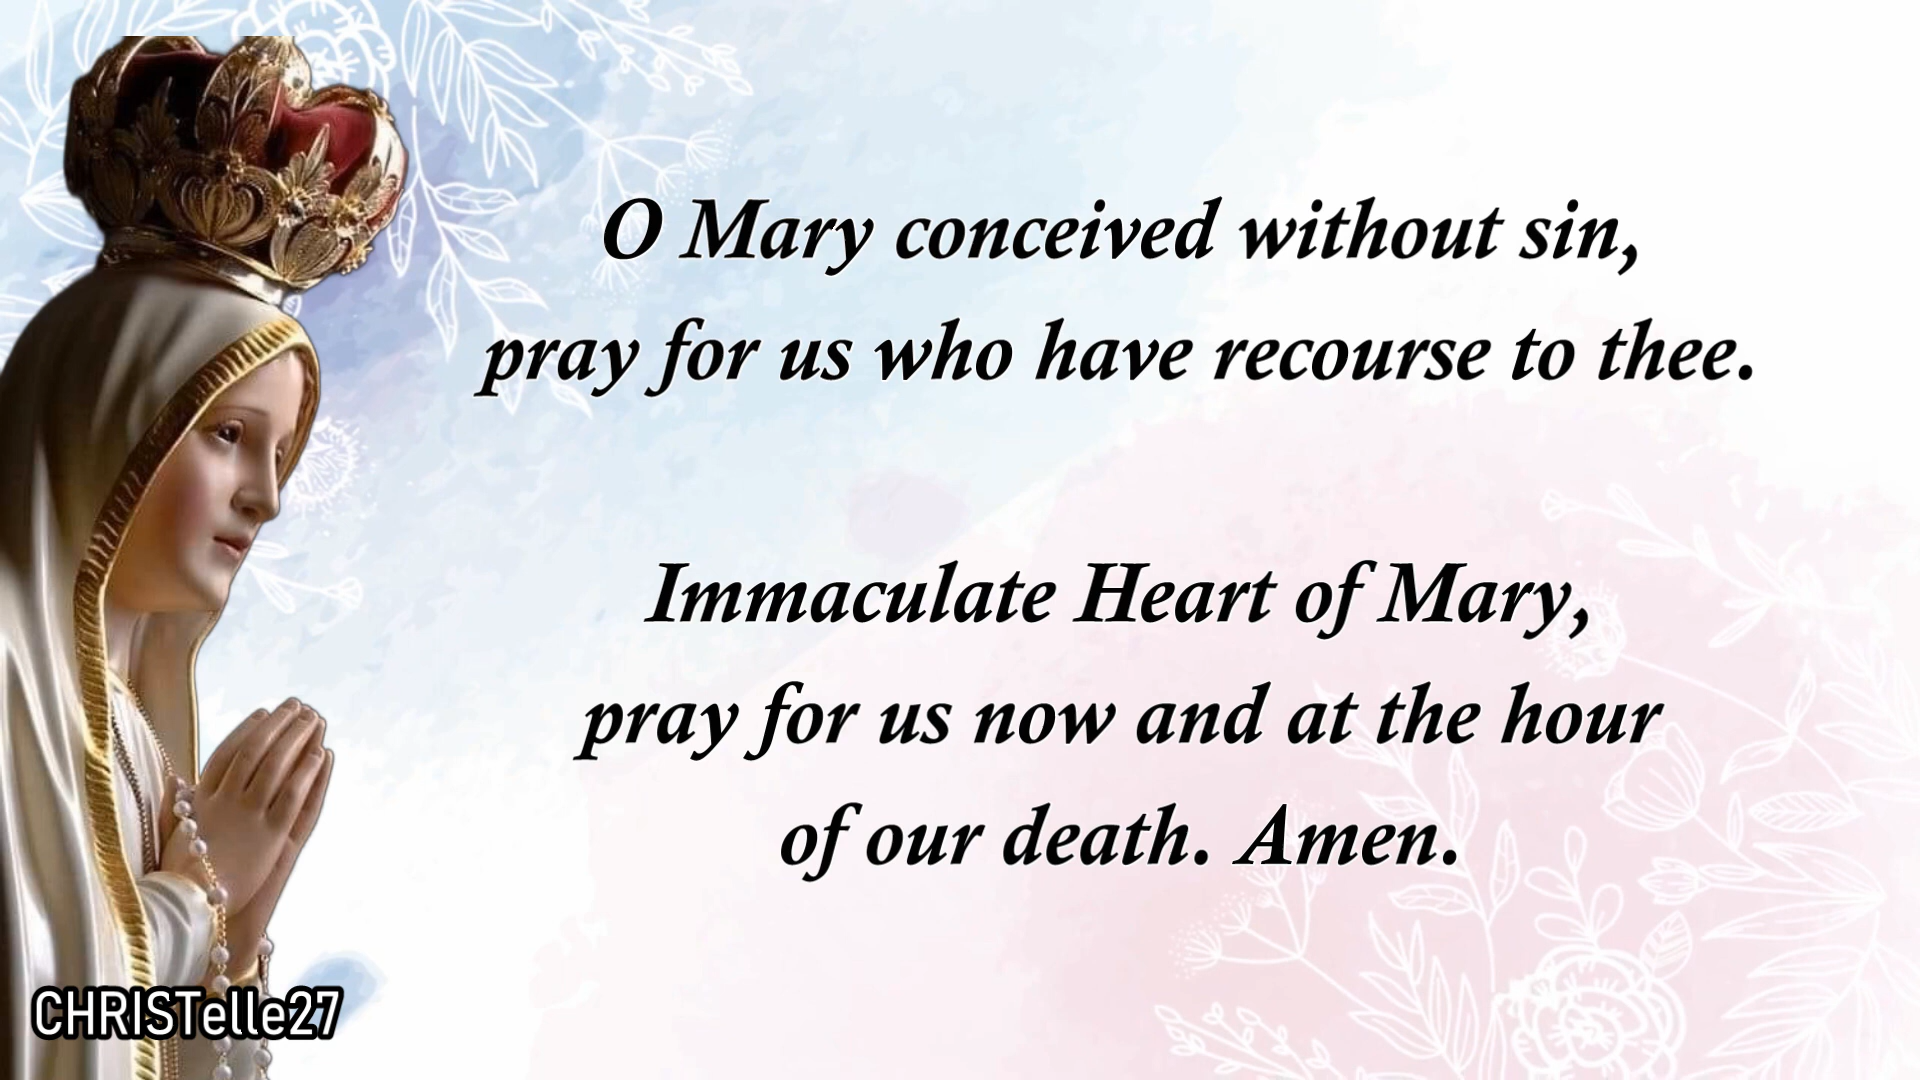 O Mary conceived without sin,
pray for us who have recourse to thee.
Immaculate Heart of Mary,
pray for us now and at the hour
of our death. Amen.
CHRISTelle27